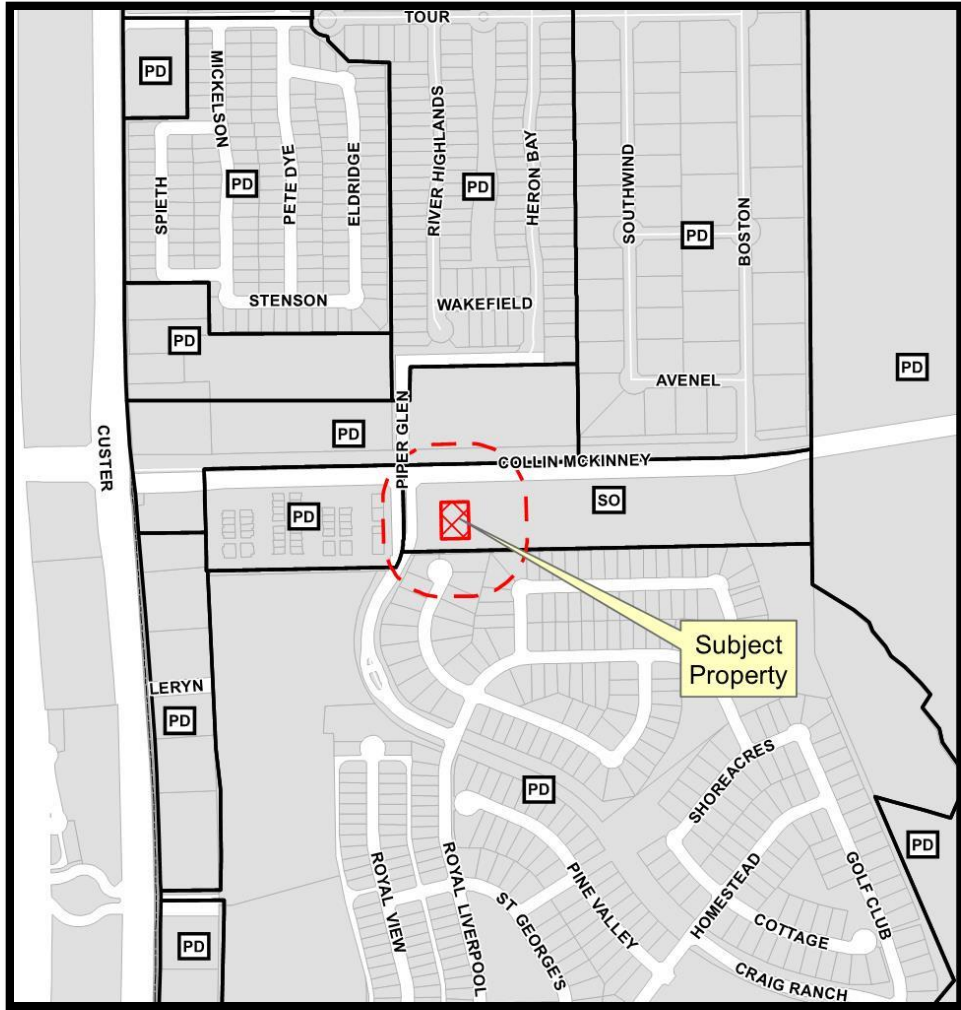 TOUR
PD
MICKELSON
PETE DYE
ELDRIDGE
SPIETH
PD
STENSON
RIVER HIGHLANDS
HERON BAY
PD
WAKEFIELD
SOUTHWIND
BOSTON
PD
AVENEL
PD
PD
CUSTER
PD
PIPER GLEN
COLLIN MCKINNEY
PD
SO
Subject
Property
LERYN
PD
PD
SHOREACRES
PD
ROYAL VIEW
ROYAL LIVERPOOL
ST GEORGE'S
PINE VALLEY
HOMESTEAD
GOLF CLUB
COTTAGE
CRAIG RANCH
PD